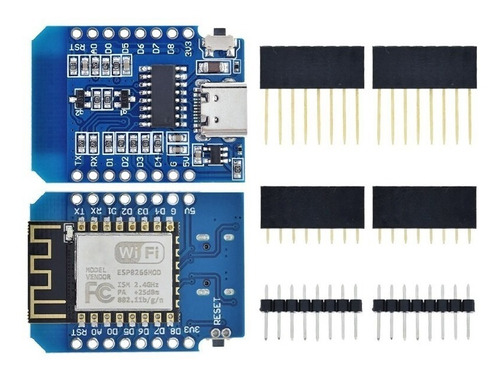 RST A0 D0 D5 D6 D7 D8 3V3
TX RX D1 D2 D3 D4 G 5V
TX RX D1 D2 D3 D4 G 5V
WiFi
MODEL ESP8266MOD
VENDOR
ISM 2.4GHz
PA +25dBm
802.11b/g/n
FC
RESET
RST A0 D0 D5 D6 D7 D8 3V3